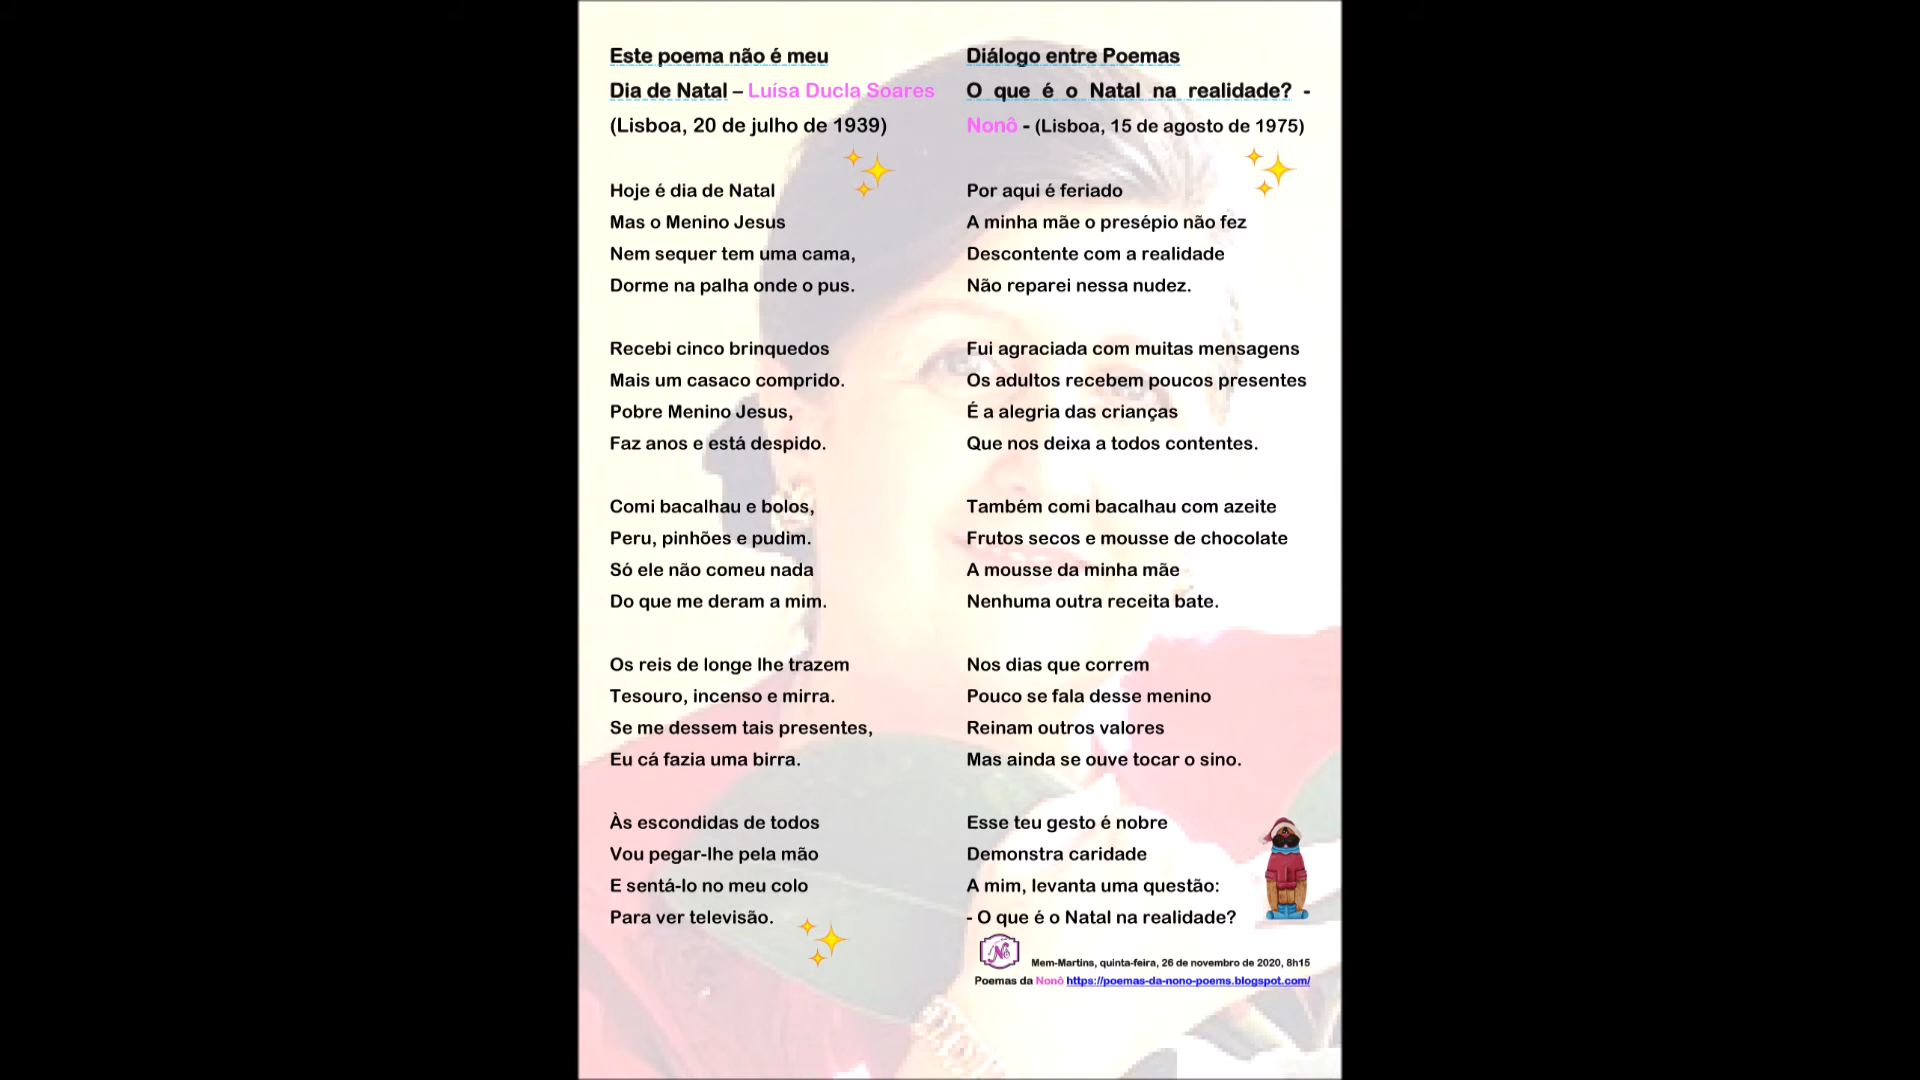 Este poema não é meu
Dia de Natal – Luísa Ducla Soares
(Lisboa, 20 de julho de 1939)
Hoje é dia de Natal
Mas o Menino Jesus
Nem sequer tem uma cama,
Dorme na palha onde o pus.
Recebi cinco brinquedos
Mais um casaco comprido.
Pobre Menino Jesus,
Faz anos e está despido.
Comi bacalhau e bolos,
Peru, pinhões e pudim.
Só ele não comeu nada
Do que me deram a mim.
Os reis de longe lhe trazem
Tesouro, incenso e mirra.
Se me dessem tais presentes,
Eu cá fazia uma birra.
Às escondidas de todos
Vou pegar-lhe pela mão
E sentá-lo no meu colo
Para ver televisão.
Diálogo entre Poemas
O que é o Natal na realidade? -
Nonô - (Lisboa, 15 de agosto de 1975)
Por aqui é feriado
A minha mãe o presépio não fez
Descontente com a realidade
Não reparei nessa nudez.
Fui agraciada com muitas mensagens
Os adultos recebem poucos presentes
É a alegria das crianças
Que nos deixa a todos contentes.
Também comi bacalhau com azeite
Frutos secos e mousse de chocolate
A mousse da minha mãe
Nenhuma outra receita bate.
Nos dias que correm
Pouco se fala desse menino
Reinam outros valores
Mas ainda se ouve tocar o sino.
Esse teu gesto é nobre
Demonstra caridade
A mim, levanta uma questão:
- O que é o Natal na realidade?
Nô
Mem-Martins, quinta-feira, 26 de novembro de 2020, 8h15
Poemas da Nonô https://poemas-da-nono-poems.blogspot.com/